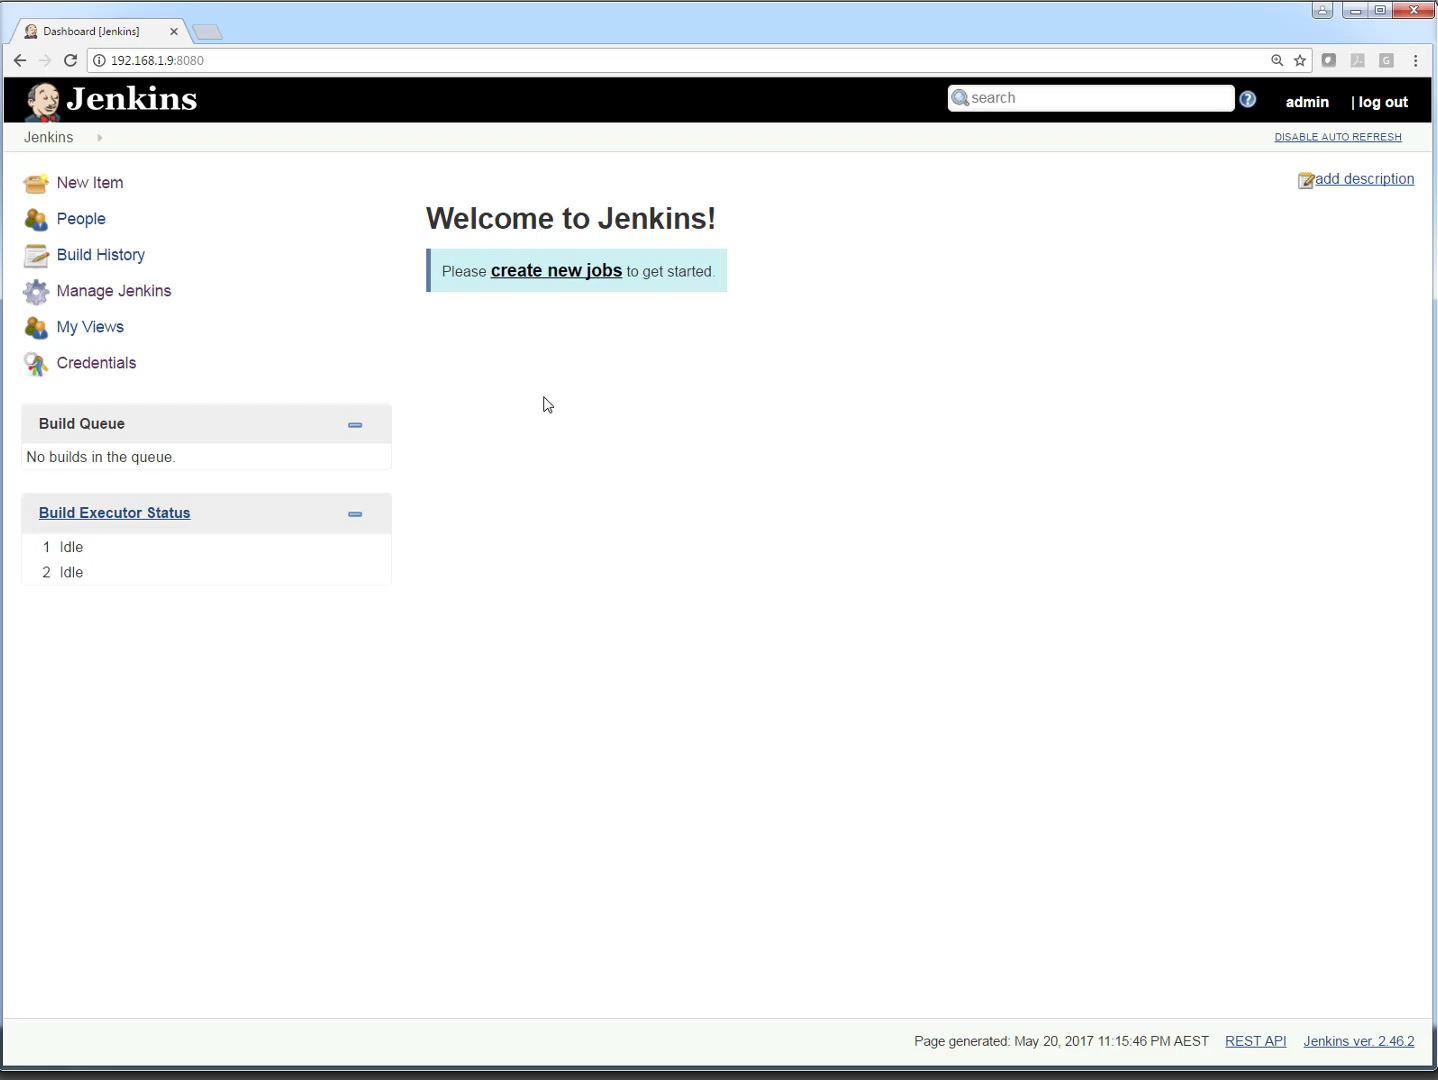 Dashboard [Jenkins]
192.168.1.9:8080
Jenkins
search
admin
| log out
Jenkins
DISABLE AUTO REFRESH
New Item
People
Build History
Manage Jenkins
My Views
Credentials
add description
Welcome to Jenkins!
Please create new jobs to get started.
Build Queue
No builds in the queue.
Build Executor Status
1 Idle
2 Idle
Page generated: May 20, 2017 11:15:46 PM AEST REST API Jenkins ver. 2.46.2